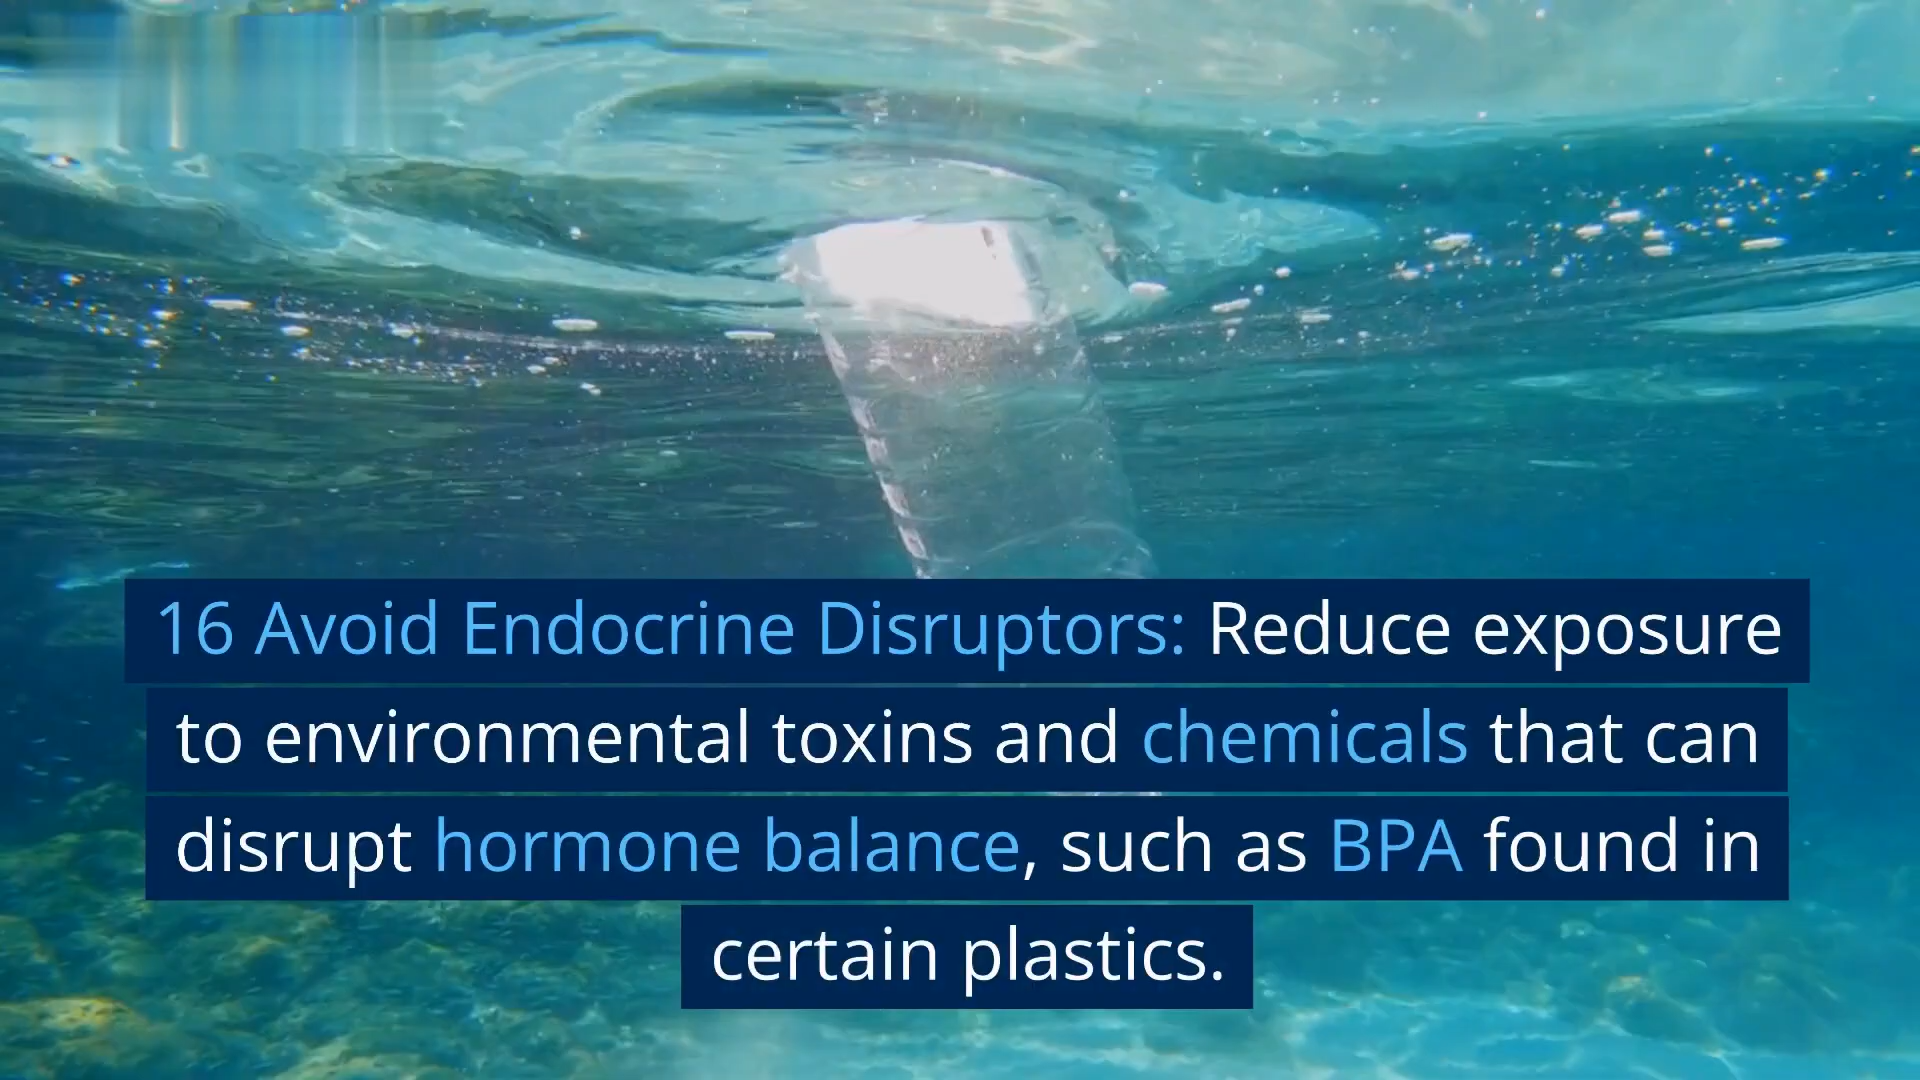 16 Avoid Endocrine Disruptors: Reduce exposure
to environmental toxins and chemicals that can
disrupt hormone balance, such as BPA found in
certain plastics.